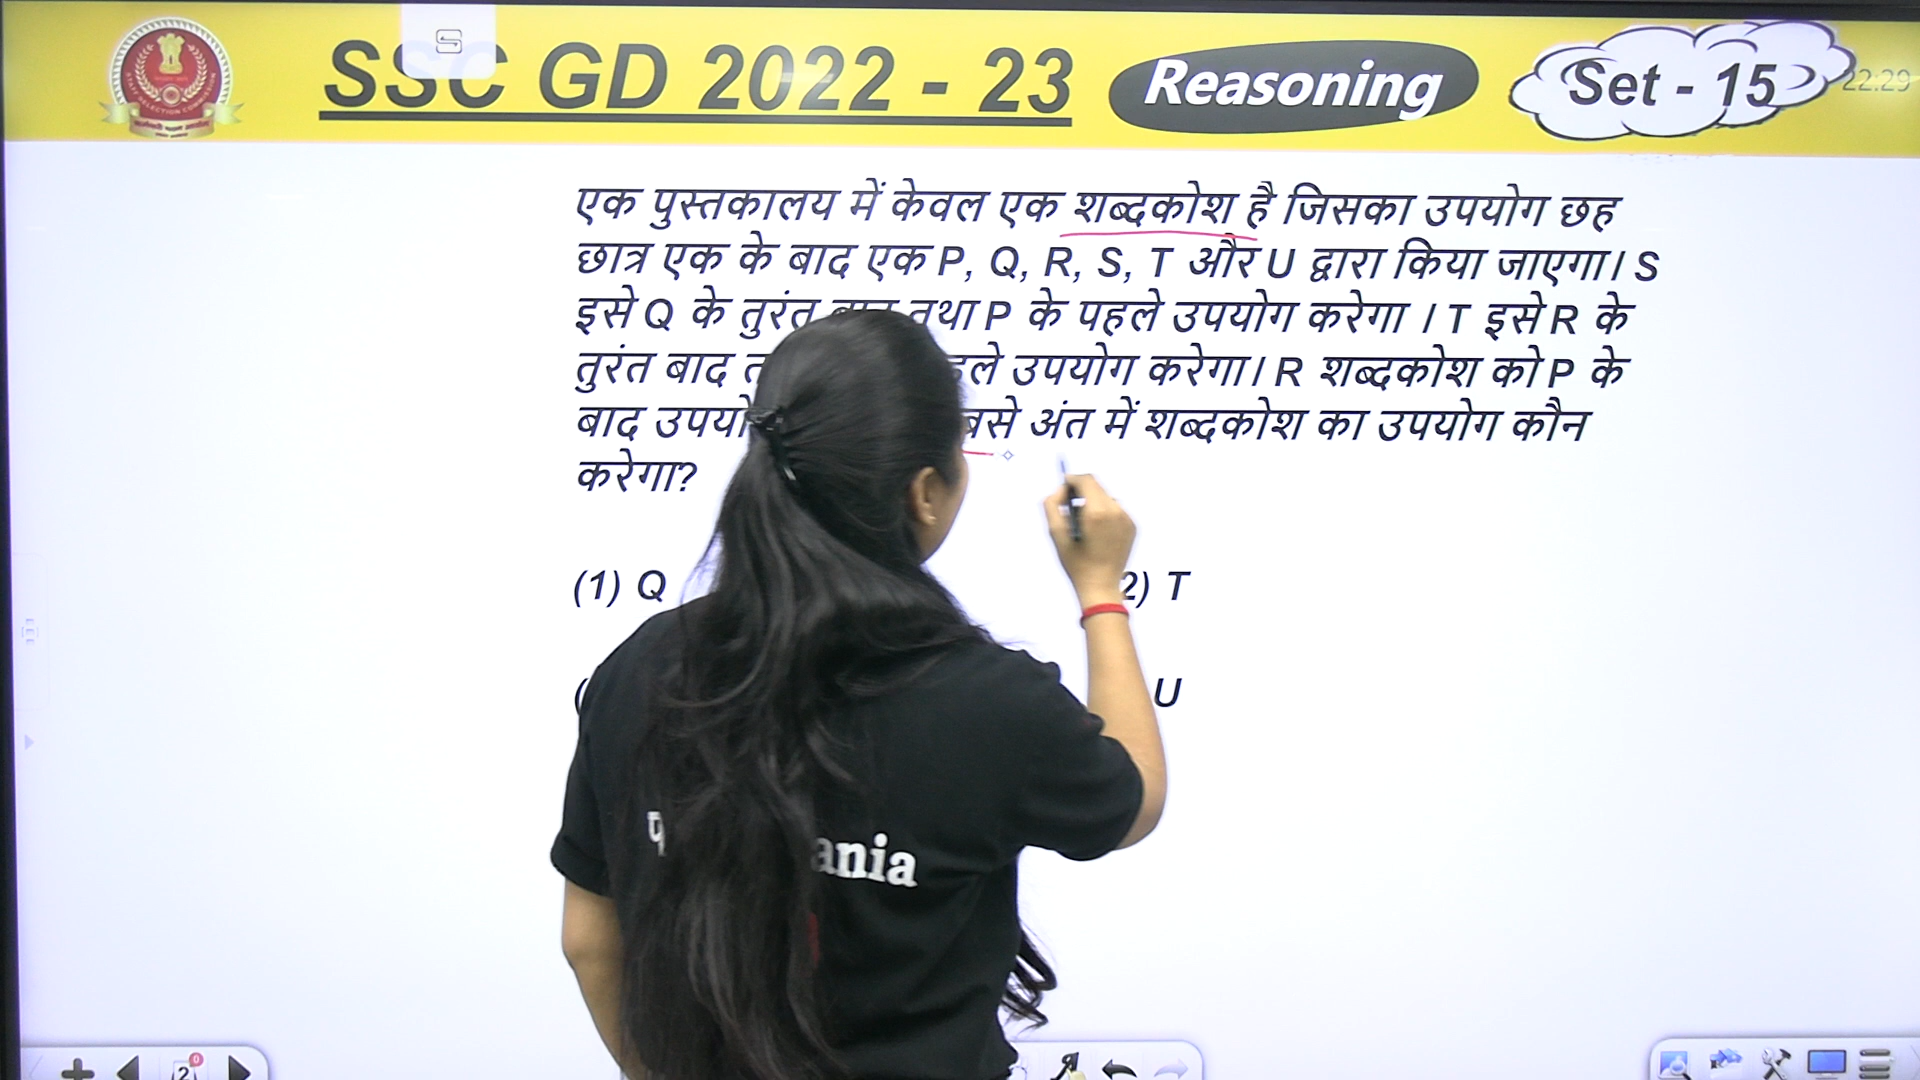 SSC GD 2022 - 23
Reasoning
Set - 15
22:29
एक पुस्तकालय में केवल एक शब्दकोश है जिसका उपयोग छह
छात्र एक के बाद एक P, Q, R, S, T और U द्वारा किया जाएगा। S
इसे Q के तुरंत बाद तथा P के पहले उपयोग करेगा । T इसे R के
तुरंत बाद उपयोग करेगा। R शब्दकोश को P के
बाद अंत में शब्दकोश का उपयोग कौन
करेगा?
(1) Q
2) T
U
ania
2
0